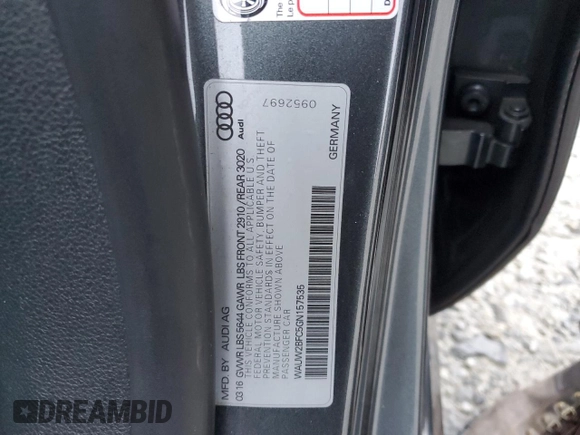 The
Le p
D
Audi
0952697
MFD. BY AUDI AG
GERMANY
03 16 GVWR LBS 5644 GAWR LBS FRONT 2910 / REAR 3020
THIS VEHICLE CONFORMS TO ALL APPLICABLE U S
FEDERAL MOTOR VEHICLE SAFETY, BUMPER AND THEFT
PREVENTION STANDARDS IN EFFECT ON THE DATE OF
MANUFACTURE SHOWN ABOVE
PASSENGER CAR
WAUW2BFC5GN157535
DREAMBID